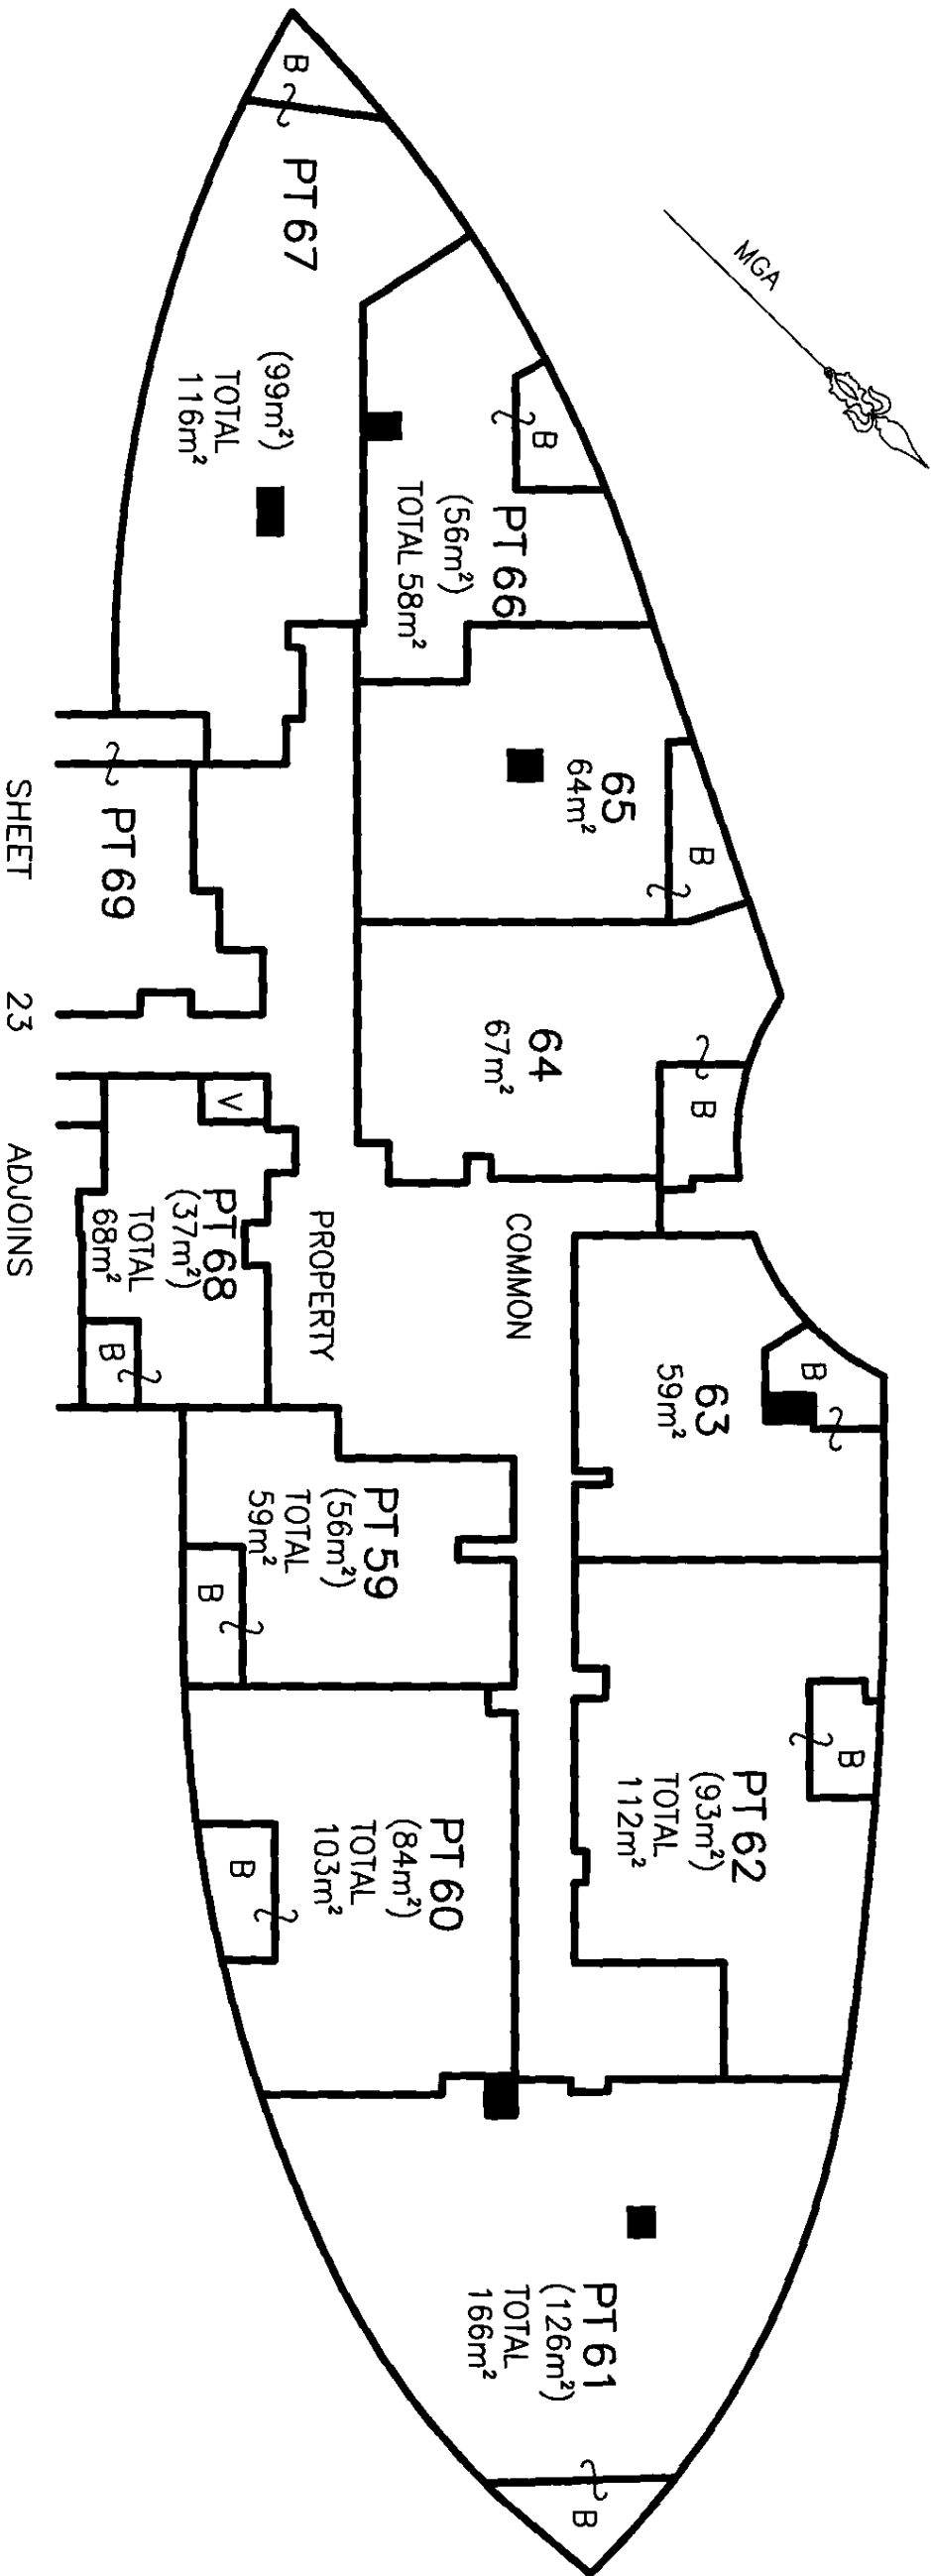 MGA
B
PT 67
(99m²)
TOTAL
116m²
B
PT 66
(56m²)
TOTAL 58m²
65
64m²
B
64
67m²
B
63
59m²
B
PT 62
(93m²)
TOTAL
112m²
B
PT 61
(126m²)
TOTAL
166m²
B
PT 60
(84m²)
TOTAL
103m²
B
PT 59
(56m²)
TOTAL
59m²
B
PT 68
(37m²)
TOTAL
68m²
V
B
PT 69
COMMON
PROPERTY
SHEET 23 ADJOINS